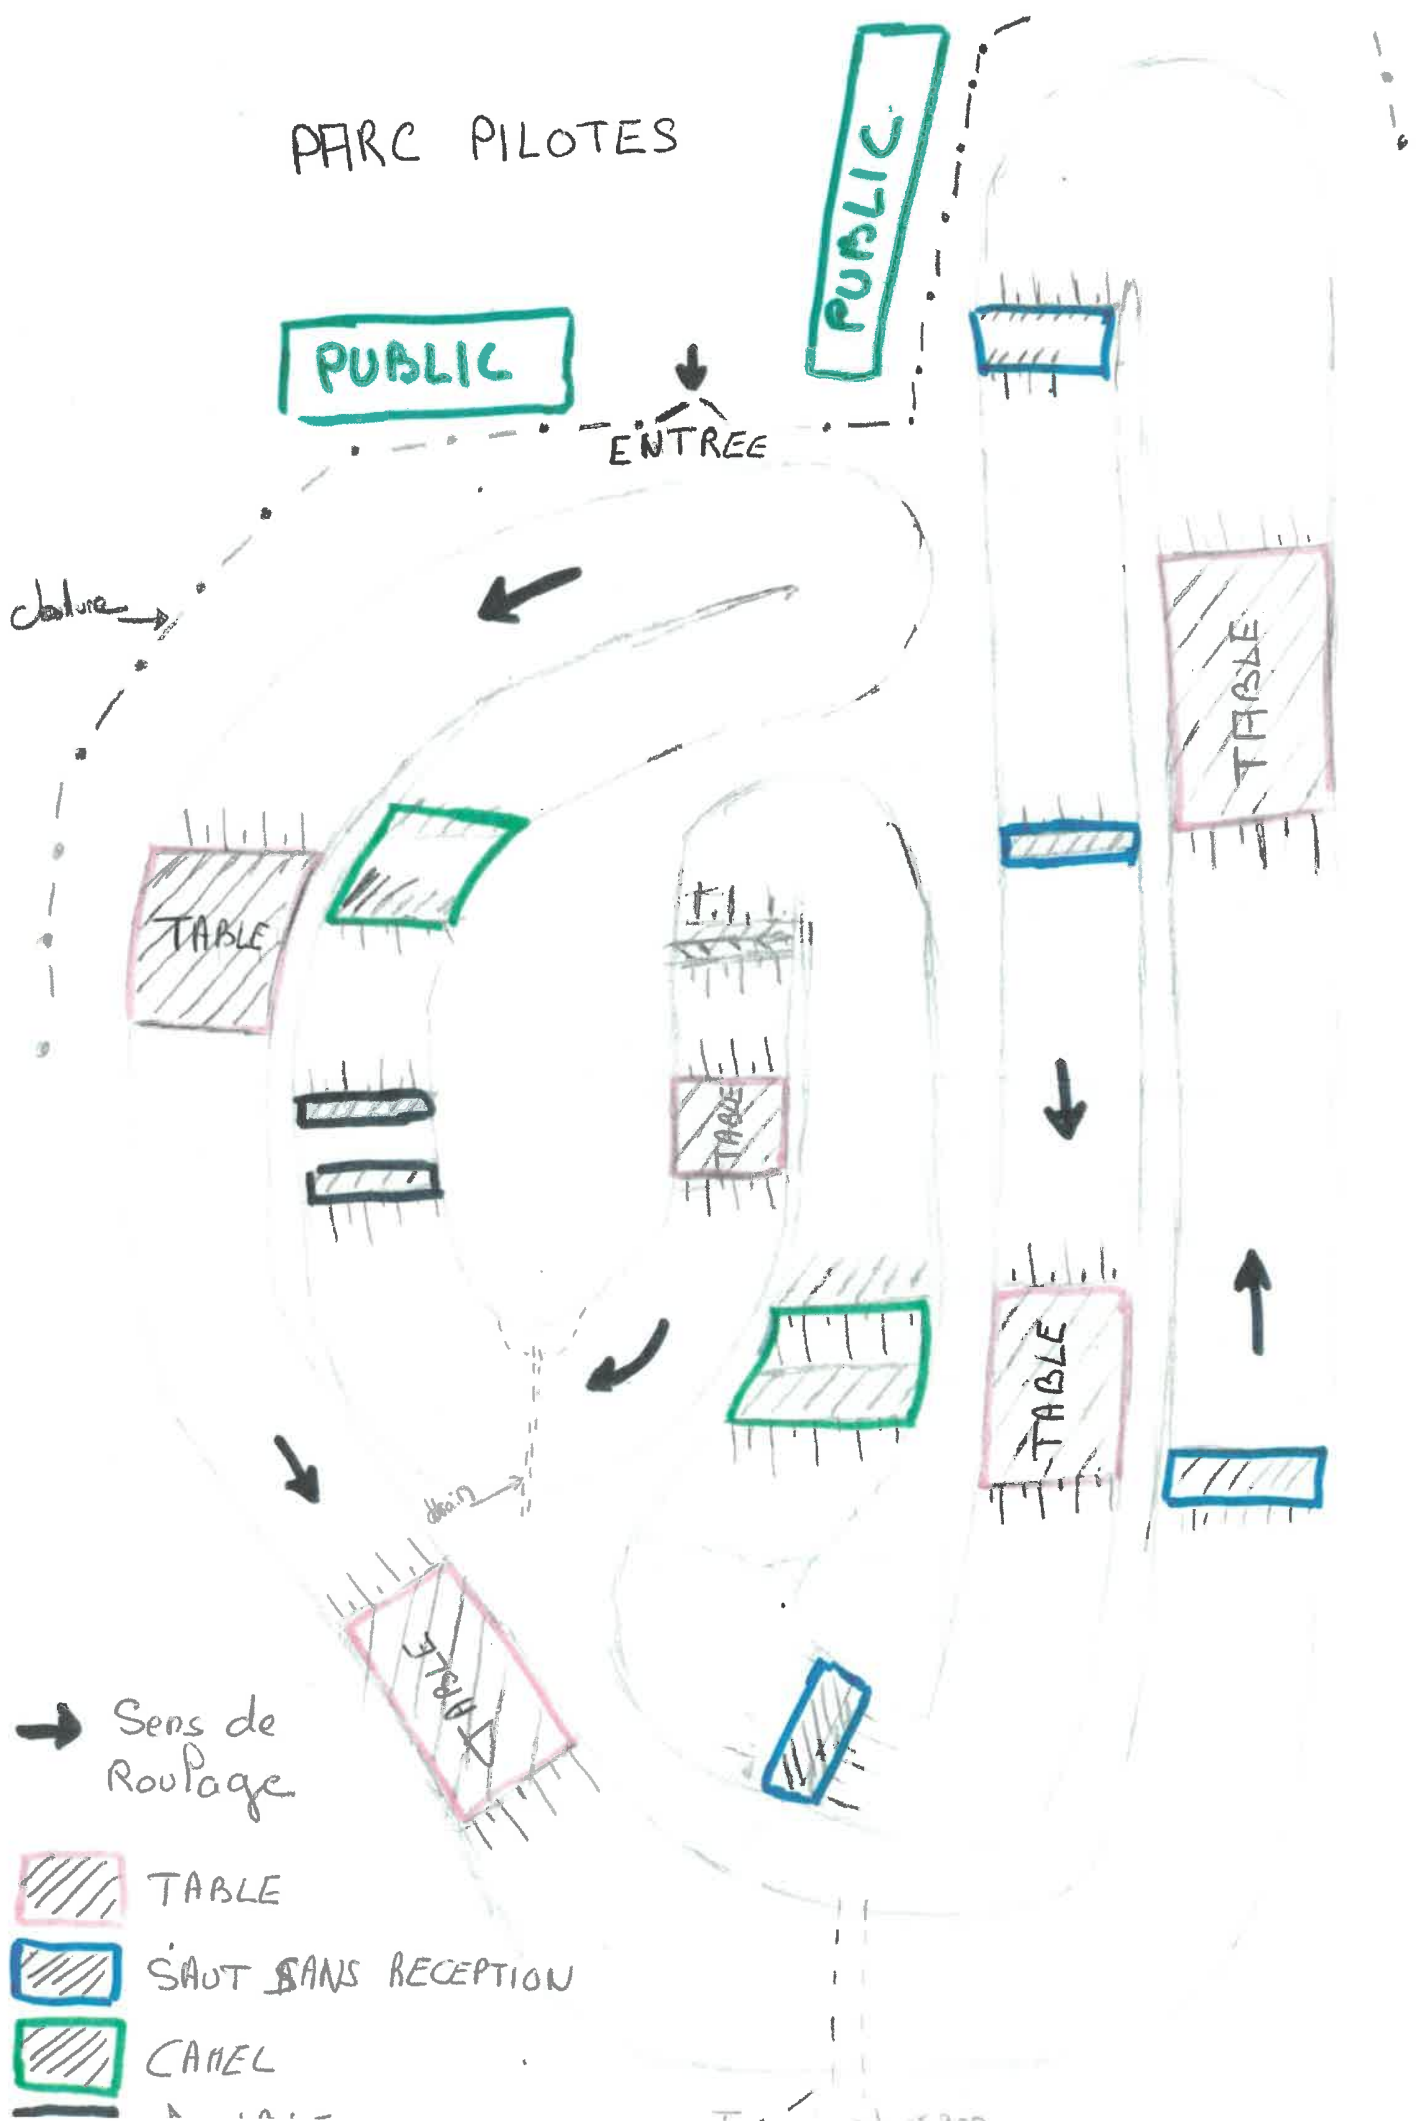 PARC PILOTES
PUBLIC
PUBLIC
ENTREE
cloture
TABLE
TABLE
TABLE
TABLE
drain
TABLE
Sens de
Roulage
TABLE
SAUT SANS RECEPTION
CAMEL